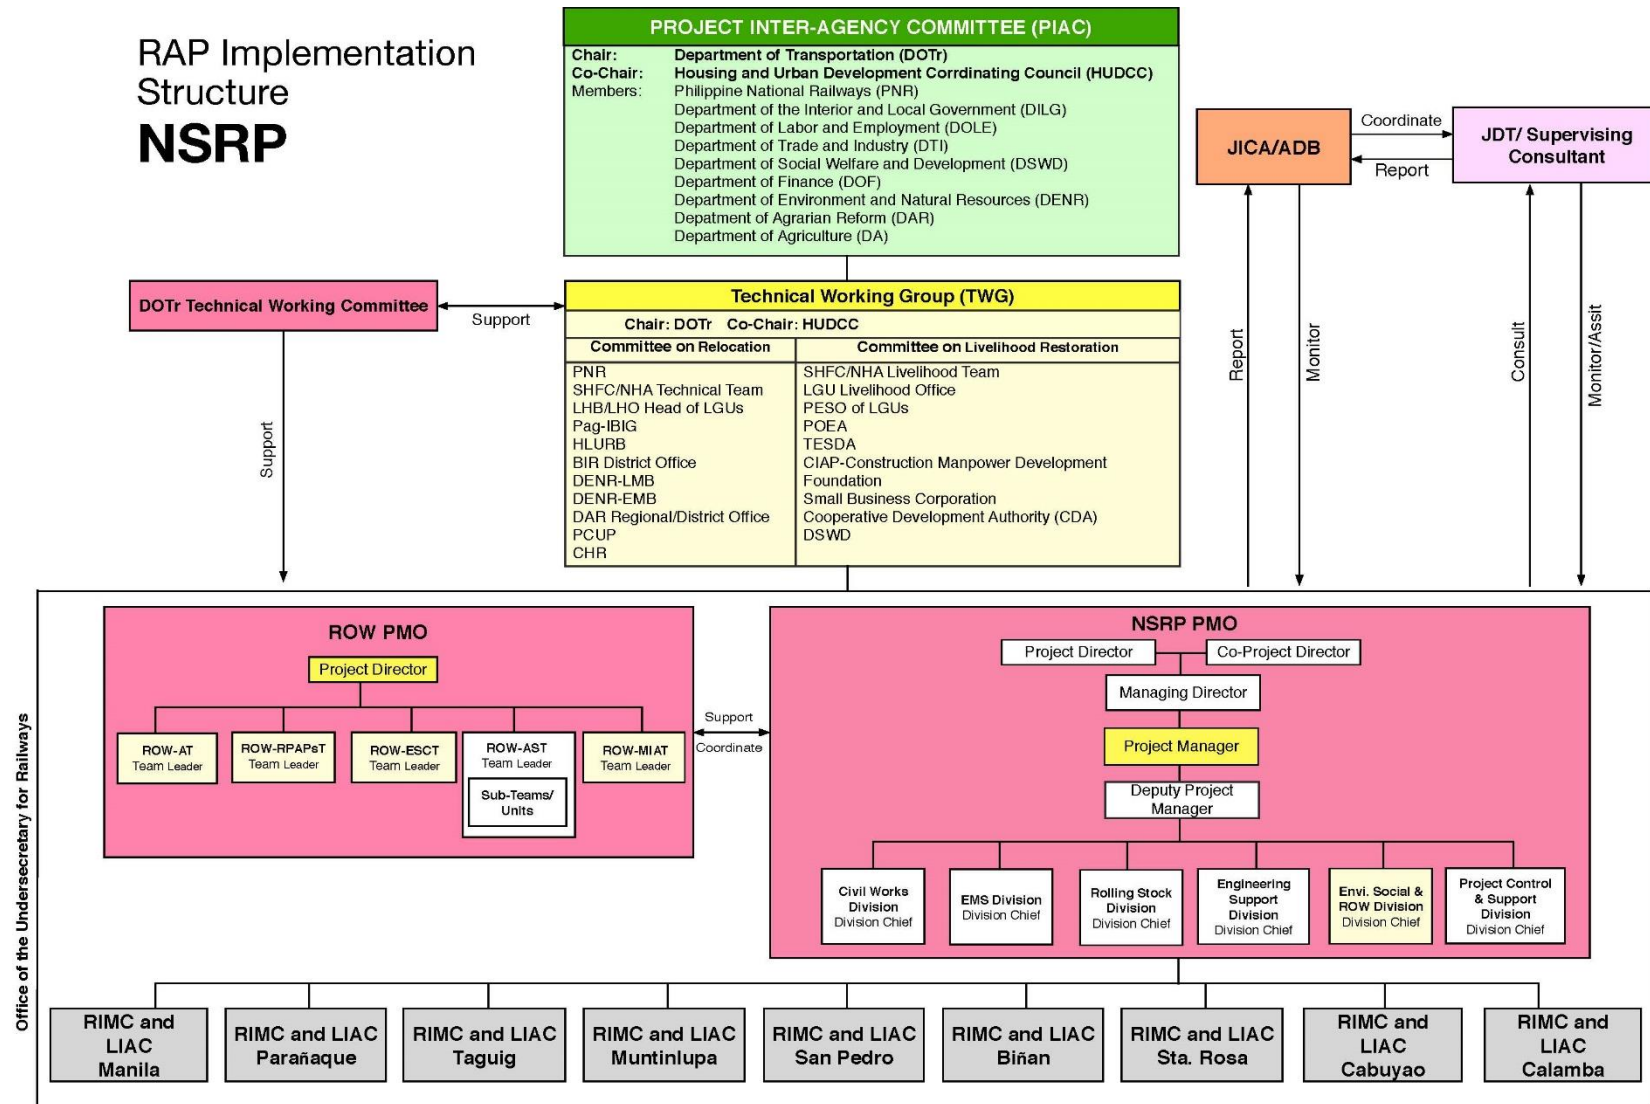 RAP Implementation
Structure
NSRP
PROJECT INTER-AGENCY COMMITTEE (PIAC)
Chair: Department of Transportation (DOTr)
Co-Chair: Housing and Urban Development Corrdinating Council (HUDCC)
Members: Philippine National Railways (PNR)
Department of the Interior and Local Government (DILG)
Department of Labor and Employment (DOLE)
Department of Trade and Industry (DTI)
Department of Social Welfare and Development (DSWD)
Department of Finance (DOF)
Department of Environment and Natural Resources (DENR)
Depatment of Agrarian Reform (DAR)
Department of Agriculture (DA)
JICA/ADB
Coordinate
Report
JDT/ Supervising
Consultant
DOTr Technical Working Committee
Support
Technical Working Group (TWG)
Chair: DOTr Co-Chair: HUDCC
Committee on Relocation
PNR
SHFC/NHA Technical Team
LHB/LHO Head of LGUs
Pag-IBIG
HLURB
BIR District Office
DENR-LMB
DENR-EMB
DAR Regional/District Office
PCUP
CHR
Committee on Livelihood Restoration
SHFC/NHA Livelihood Team
LGU Livelihood Office
PESO of LGUs
POEA
TESDA
CIAP-Construction Manpower Development
Foundation
Small Business Corporation
Cooperative Development Authority (CDA)
DSWD
Support
Report
Monitor
Consult
Monitor/Assit
Office of the Undersecretary for Railways
ROW PMO
Project Director
ROW-AT
Team Leader
ROW-RPAPsT
Team Leader
ROW-ESCT
Team Leader
ROW-AST
Team Leader
Sub-Teams/
Units
ROW-MIAT
Team Leader
Support
Coordinate
NSRP PMO
Project Director
Co-Project Director
Managing Director
Project Manager
Deputy Project
Manager
Civil Works
Division
Division Chief
EMS Division
Division Chief
Rolling Stock
Division
Division Chief
Engineering
Support
Division
Division Chief
Envi. Social &
ROW Division
Division Chief
Project Control
& Support
Division
Division Chief
RIMC and
LIAC
Manila
RIMC and LIAC
Parañaque
RIMC and LIAC
Taguig
RIMC and LIAC
Muntinlupa
RIMC and LIAC
San Pedro
RIMC and LIAC
Biñan
RIMC and LIAC
Sta. Rosa
RIMC and
LIAC
Cabuyao
RIMC and
LIAC
Calamba